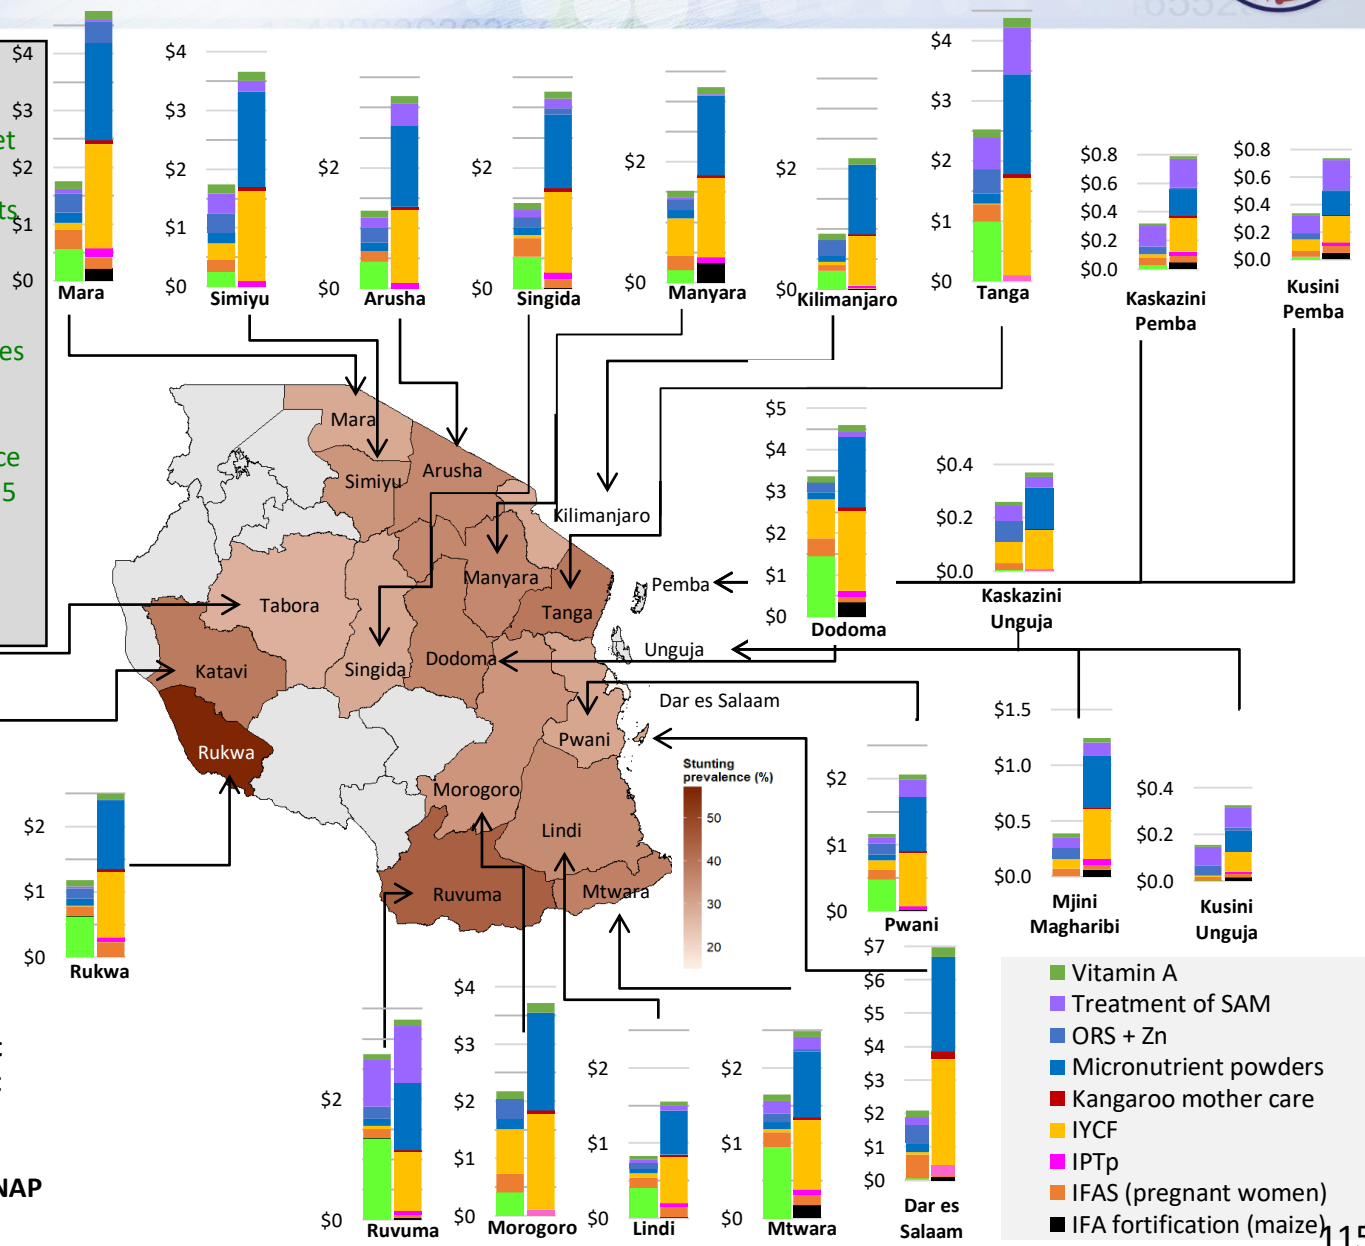 $4
$3
$2
$1
$0
Mara
$4
$3
$2
$1
$0
Simiyu
$2
$0
Arusha
$2
$0
Singida
$2
$0
Manyara
$2
$0
Kilimanjaro
$4
$3
$2
$1
$0
Tanga
$0.8
$0.6
$0.4
$0.2
$0.0
Kaskazini
Pemba
$0.8
$0.6
$0.4
$0.2
$0.0
Kusini
Pemba
et
ts
es
ce
5
Mara
Simiyu
Arusha
Kilimanjaro
Manyara
Tanga
Tabora
Singida
Dodoma
Katavi
Rukwa
Pemba
Unguja
Dar es Salaam
Pwani
Morogoro
Lindi
Ruvuma
Mtwara
Stunting
prevalence (%)
50
40
30
20
$5
$4
$3
$2
$1
$0
Dodoma
$0.4
$0.2
$0.0
Kaskazini
Unguja
$1.5
$1.0
$0.5
$0.0
Mjini
Magharibi
$0.4
$0.2
$0.0
Kusini
Unguja
$2
$1
$0
Pwani
$2
$1
$0
Rukwa
$2
$0
Ruvuma
$4
$3
$2
$1
$0
Morogoro
$2
$1
$0
Lindi
$2
$1
$0
Mtwara
$7
$6
$5
$4
$3
$2
$1
$0
Dar es
Salaam
Vitamin A
Treatment of SAM
ORS + Zn
Micronutrient powders
Kangaroo mother care
IYCF
IPTp
IFAS (pregnant women)
IFA fortification (maize)
NAP
115